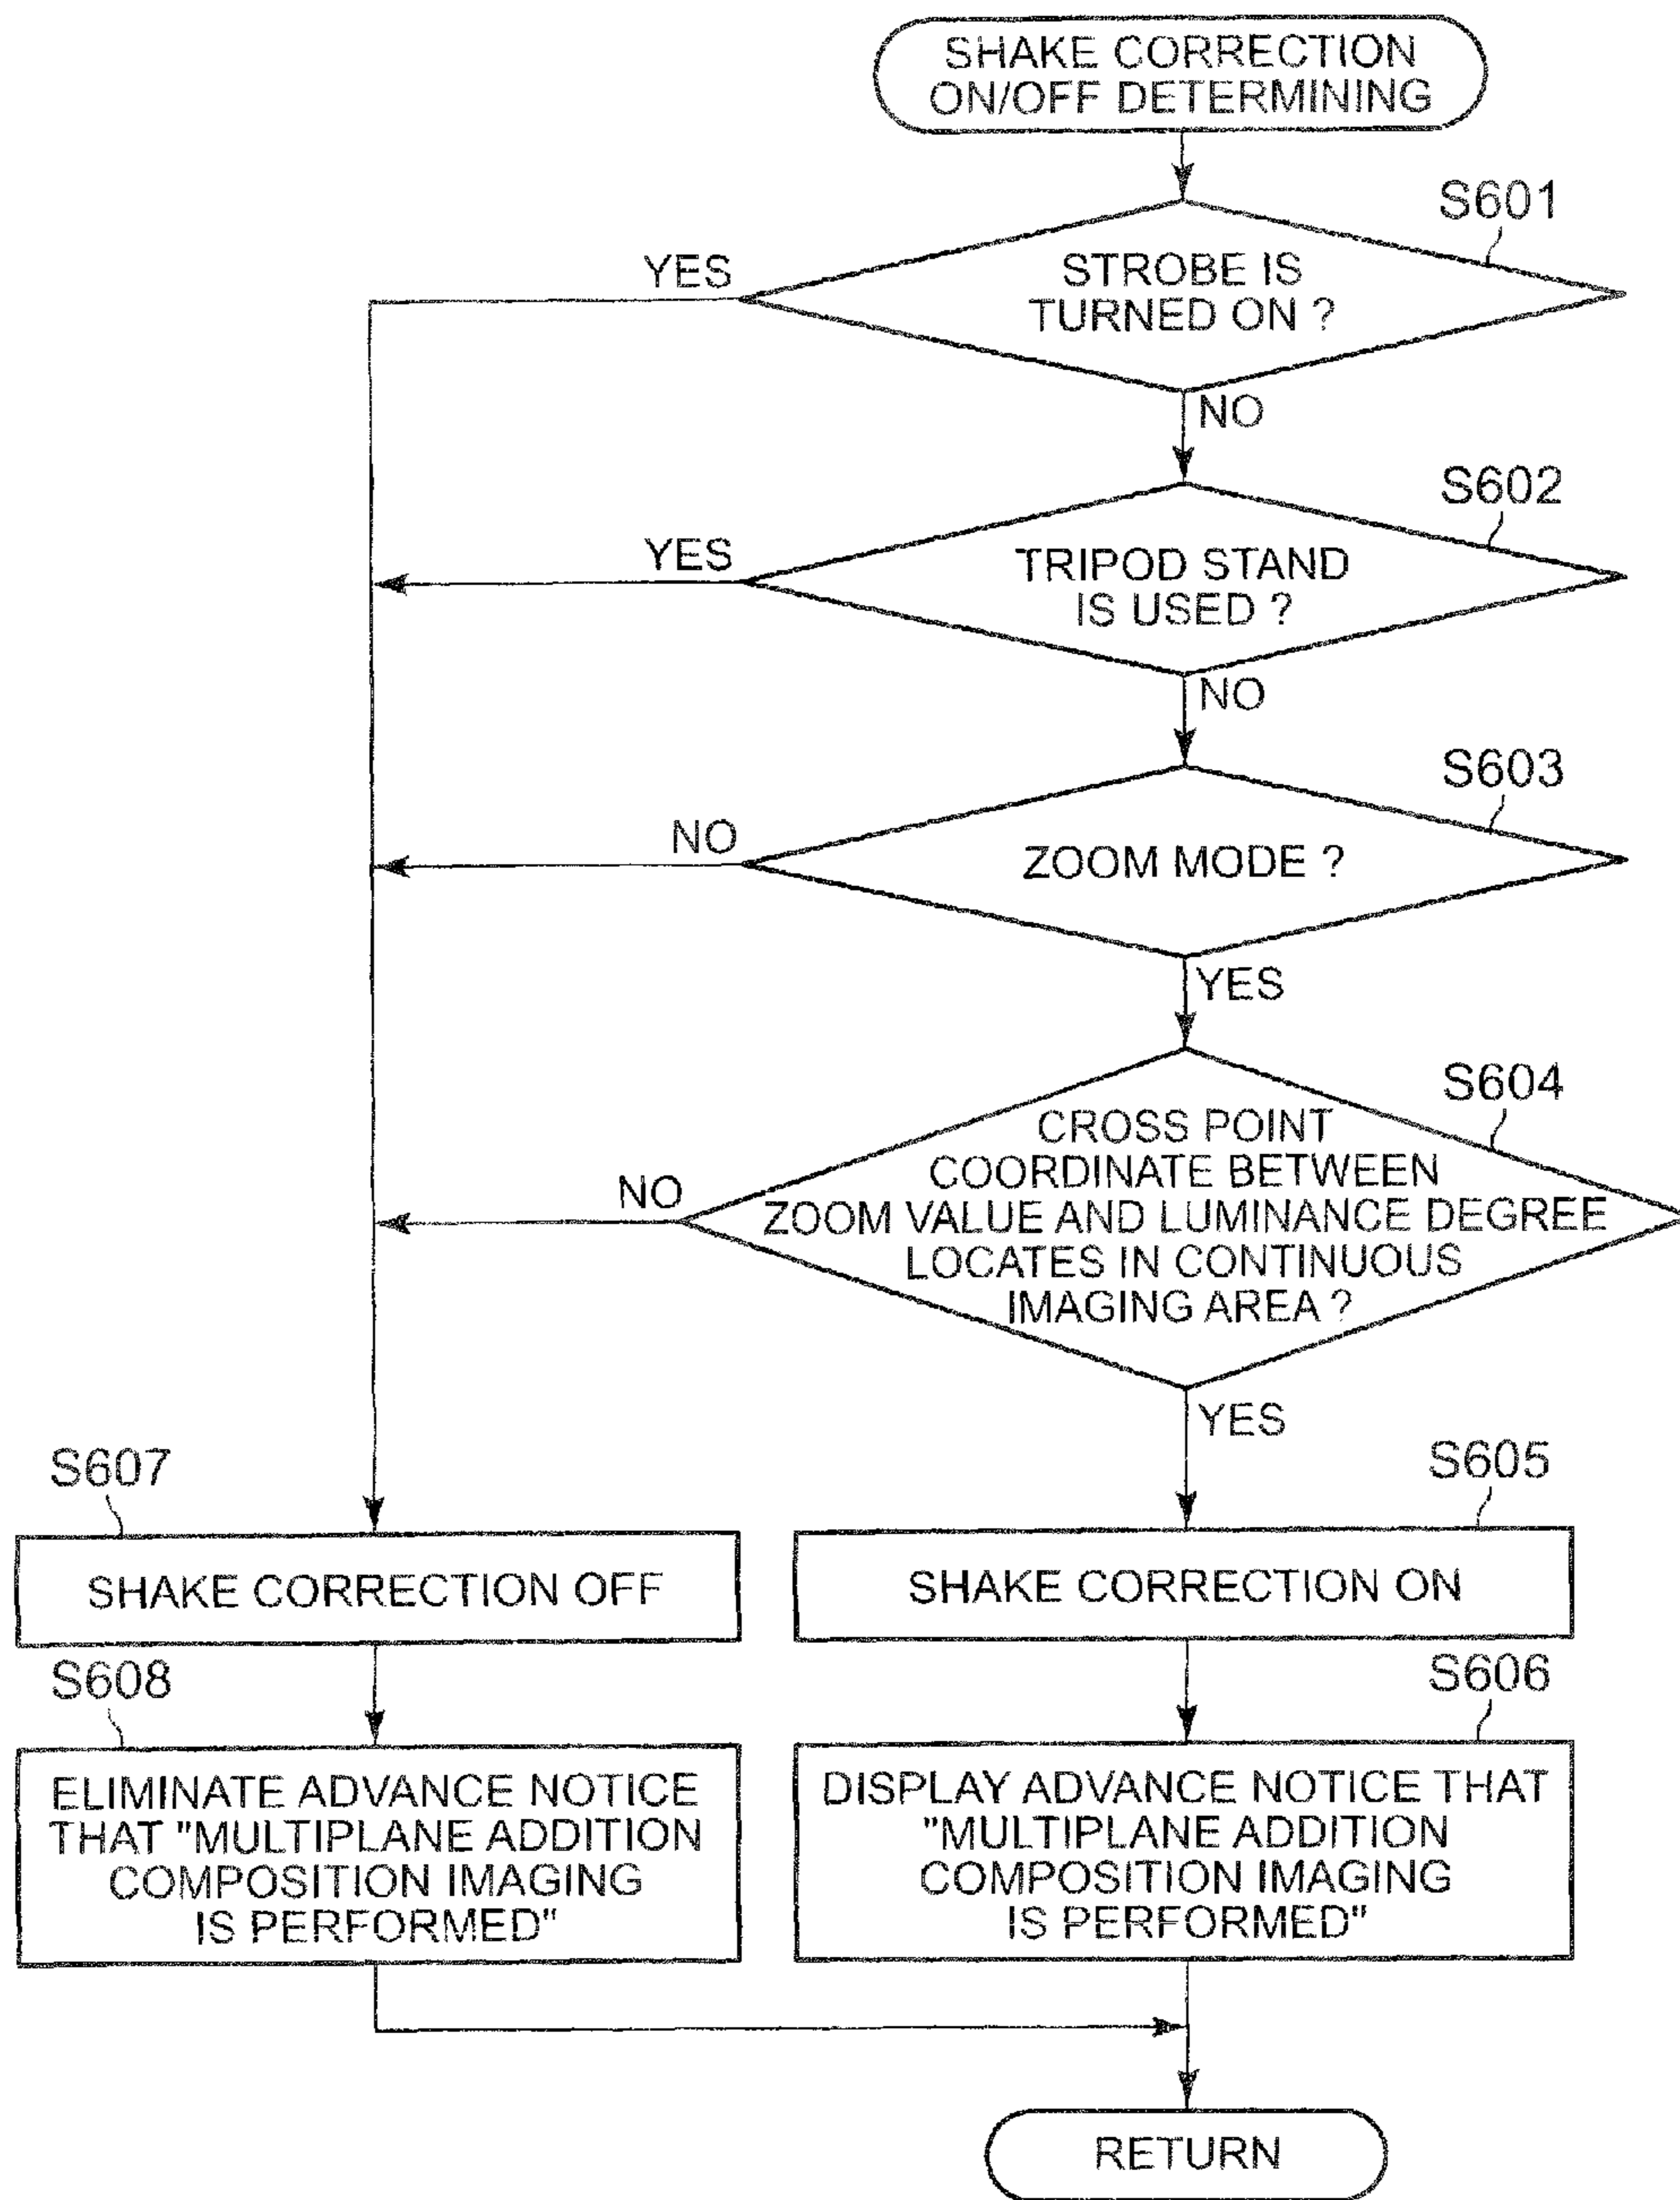 SHAKE CORRECTION
ON/OFF DETERMINING
S601
YES
STROBE IS
TURNED ON ?
NO
S602
YES
TRIPOD STAND
IS USED ?
NO
S603
NO
ZOOM MODE ?
YES
S604
CROSS POINT
COORDINATE BETWEEN
NO
ZOOM VALUE AND LUMINANCE DEGREE
LOCATES IN CONTINUOUS
IMAGING AREA ?
YES
S607
SHAKE CORRECTION OFF
S605
SHAKE CORRECTION ON
S608
ELIMINATE ADVANCE NOTICE
THAT "MULTIPLANE ADDITION
COMPOSITION IMAGING
IS PERFORMED"
S606
DISPLAY ADVANCE NOTICE THAT
"MULTIPLANE ADDITION
COMPOSITION IMAGING
IS PERFORMED"
RETURN